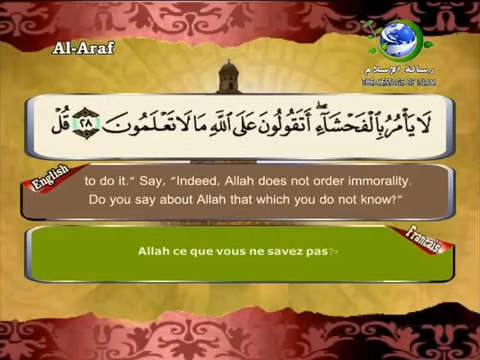 Al-Araf
رسالة الإسلام
THE MESSAGE OF ISLAM
لَا يَأْمُرُ بِالْفَحْشَاءِ ۖ أَتَقُولُونَ عَلَى اللَّهِ مَا لَا تَعْلَمُونَ ٢٨ قُلْ
English
to do it." Say, "Indeed, Allah does not order immorality.
Do you say about Allah that which you do not know?"
Francais
Allah ce que vous ne savez pas?›